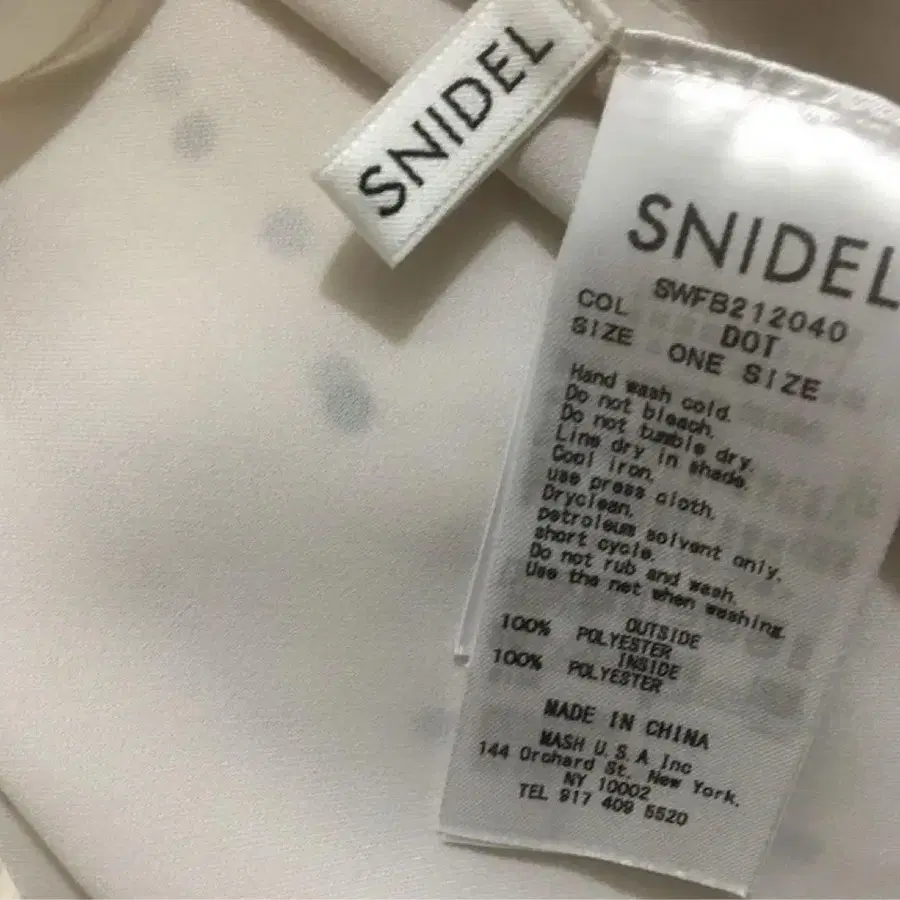 SNIDEL
SNIDEL
SWFB212040
COL DOT
SIZE ONE SIZE
Hand wash cold.
Do not bleach.
Do not tumble dry.
Line dry in shade.
Cool iron,
use press cloth.
Dryclean,
petroleum solvent only,
short cycle.
Do not rub and wash.
Use the net when washing.
OUTSIDE
100% POLYESTER
INSIDE
100% POLYESTER
MADE IN CHINA
MASH U.S.A Inc
144 Orchard St. New York,
NY 10002
TEL 917 409 5520